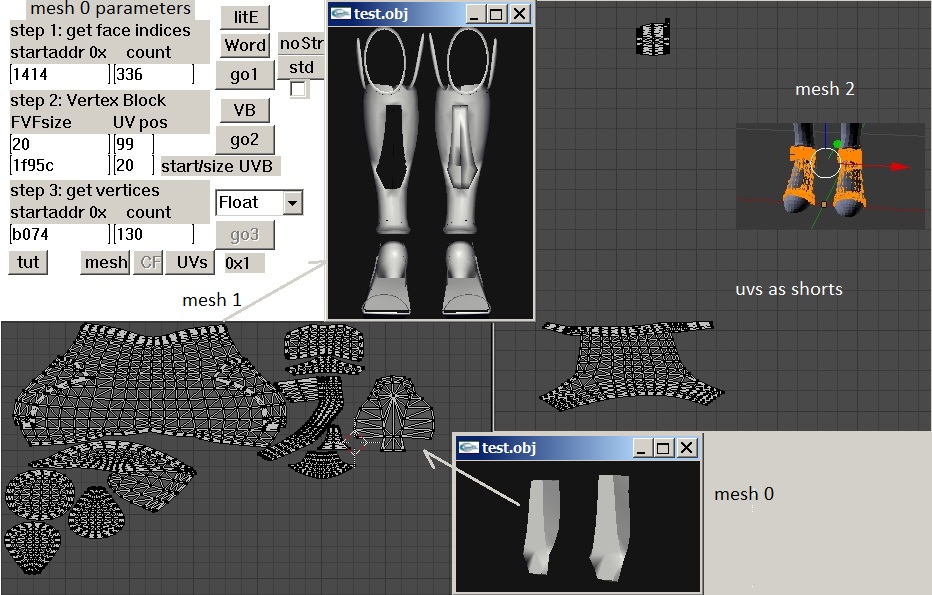 mesh 0 parameters
step 1: get face indices
startaddr 0x count
1414 336
litE
Word
go1
noStr
std
step 2: Vertex Block
FVFsize UV pos
20 99
1f95c 20 start/size UVB
VB
go2
step 3: get vertices
startaddr 0x count
b074 130
Float
go3
tut mesh CF UVs 0x1
mesh 1
test.obj
mesh 2
uvs as shorts
test.obj
mesh 0